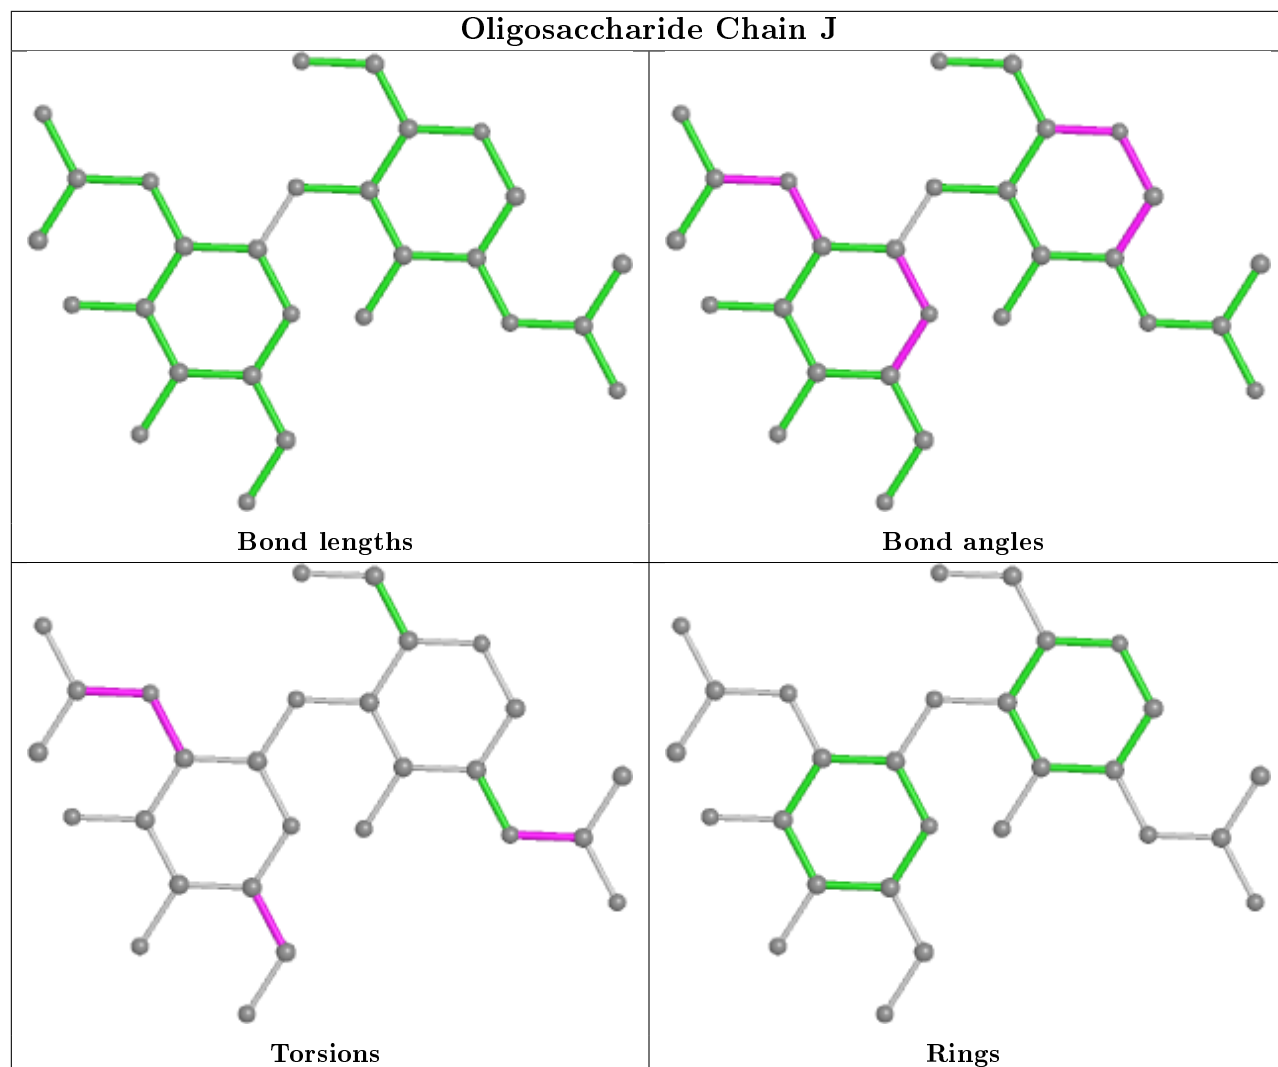 Oligosaccharide Chain J
Bond lengths
Bond angles
Torsions
Rings